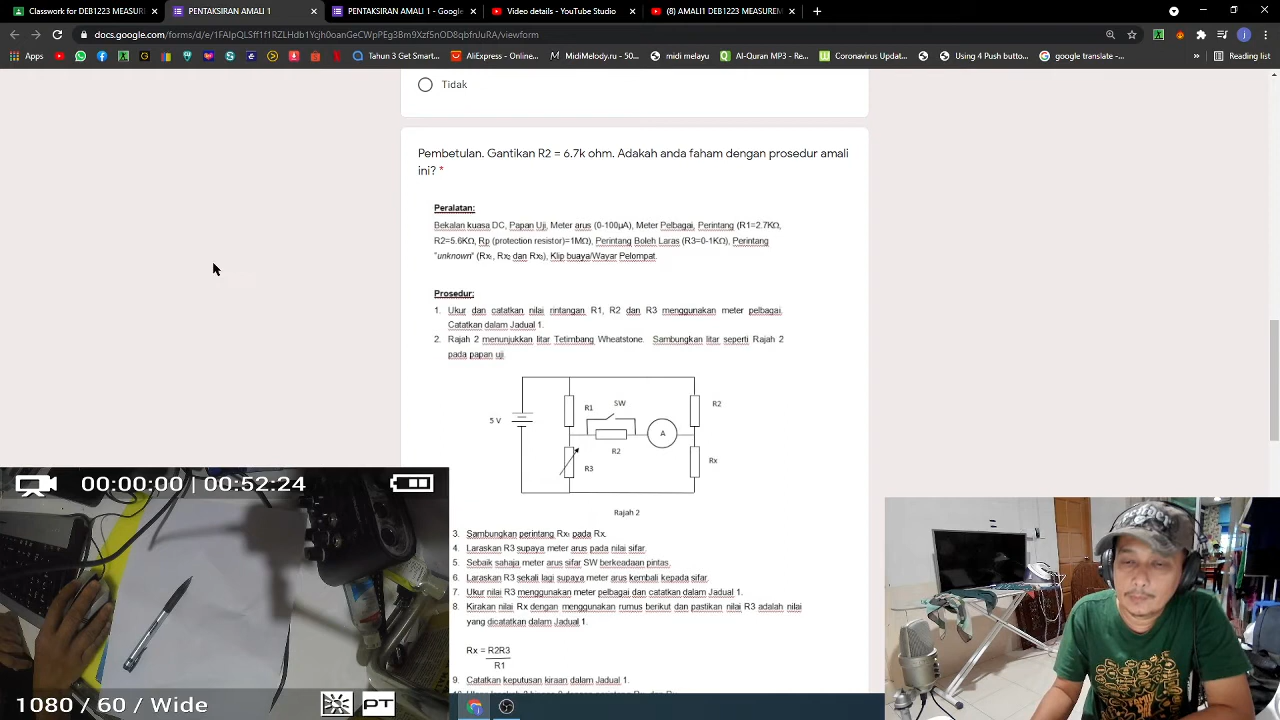 Classwork for DEB1223 MEASURE
PENTAKSIRAN AMALI 1
PENTAKSIRAN AMALI 1 - Google
Video details - YouTube Studio
(8) AMALI1 DEB1223 MEASUREM
docs.google.com/forms/d/e/
/viewform
Apps
Tukang Jahit | Smart...
AliExpress - Online...
MidiMelody.ru - Ww...
midi melayu
Al-Quran MP3
Coronavirus Updat...
Using 4 Push butto...
google translate -...
Reading list
Tidak
Pembetulan. Gantikan R2 = 6.7k ohm. Adakah anda faham dengan prosedur amali
ini? *
Peralatan:
Bekalan kuasa DC, Papan Uji, Meter arus (0-100µA), Meter Pelbagai, Perintang (R1=2.7KΩ,
R2=5.6KΩ, Rp (protection resistor)=1MΩ), Perintang Boleh Laras (R3=0-1KΩ), Perintang
"unknown" (Rx1, Rx2 dan Rx3), Klip buaya/Wayar Pelompat.
Prosedur:
1. Ukur dan catatkan nilai rintangan R1, R2 dan R3 menggunakan meter pelbagai.
Catatkan dalam Jadual 1.
2. Rajah 2 menunjukkan litar Tetimbang Wheatstone. Sambungkan litar seperti Rajah 2
pada papan uji.
5 V
R1
SW
R2
A
R2
R3
Rx
Rajah 2
3. Sambungkan perintang Rx1 pada Rx.
4. Laraskan R3 supaya meter arus pada nilai sifar.
5. Sebaik sahaja meter arus sifar SW berkeadaan pintas.
6. Laraskan R3 sekali lagi supaya meter arus kembali kepada sifar.
7. Ukur nilai R3 menggunakan meter pelbagai dan catatkan dalam Jadual 1.
8. Kirakan nilai Rx dengan menggunakan rumus berikut dan pastikan nilai R3 adalah nilai
yang dicatatkan dalam Jadual 1.
Rx = R2R3
R1
9. Catatkan keputusan kiraan dalam Jadual 1.
00:00:00 | 00:52:24
1080 / 60 / Wide
PT